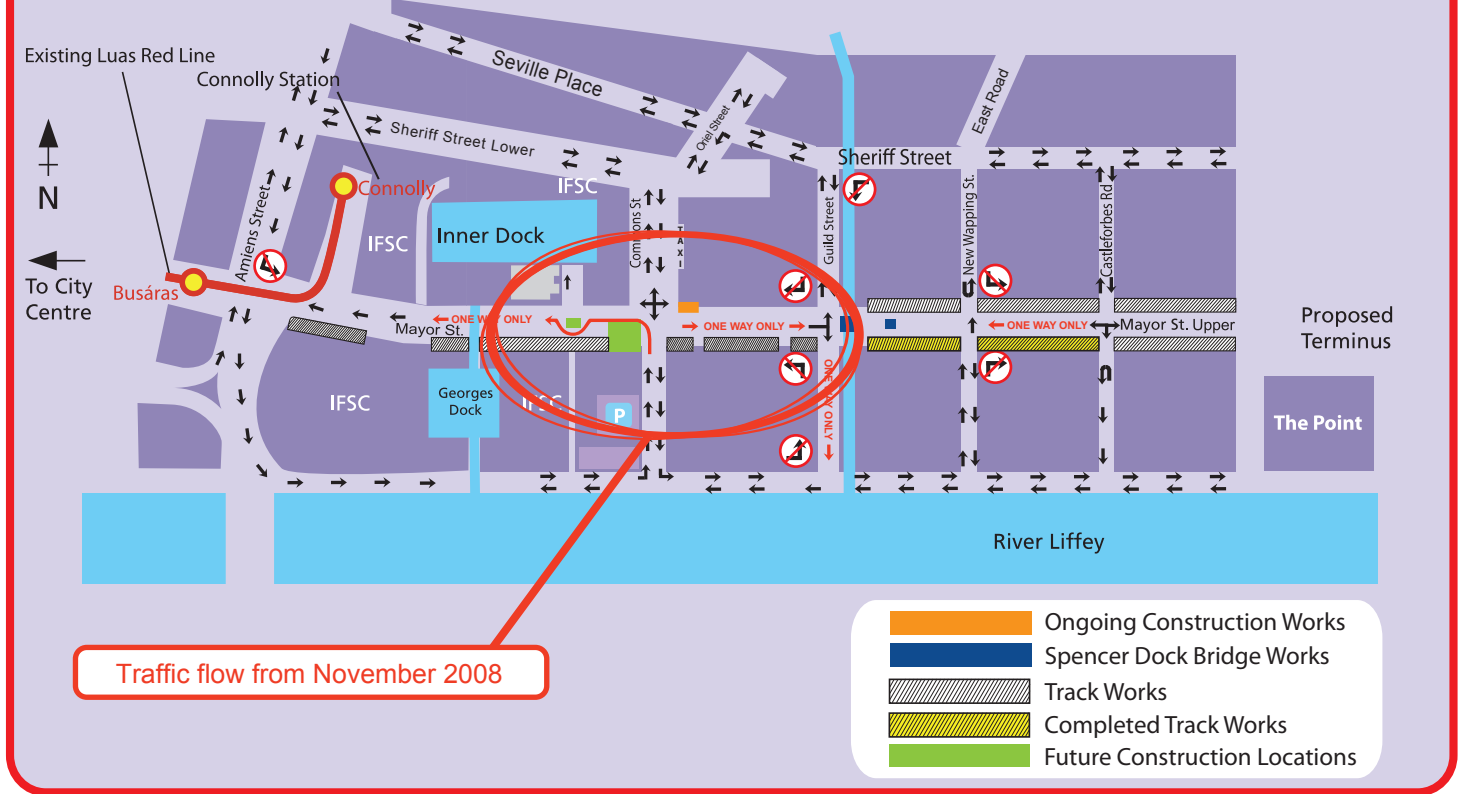 Existing Luas Red Line
Connolly Station
Seville Place
Sheriff Street Lower
Oriel Street
East Road
Sheriff Street
N
To City
Centre
Amiens Street
Connolly
Busáras
IFSC
IFSC
Inner Dock
Commons St
TAXI
Guild Street
New Wapping St.
Castleforbes Rd
Mayor St.
ONE WAY ONLY
ONE WAY ONLY
ONE WAY ONLY
Mayor St. Upper
Proposed
Terminus
ONE WAY ONLY
IFSC
Georges
Dock
IFSC
P
The Point
River Liffey
Traffic flow from November 2008
Ongoing Construction Works
Spencer Dock Bridge Works
Track Works
Completed Track Works
Future Construction Locations